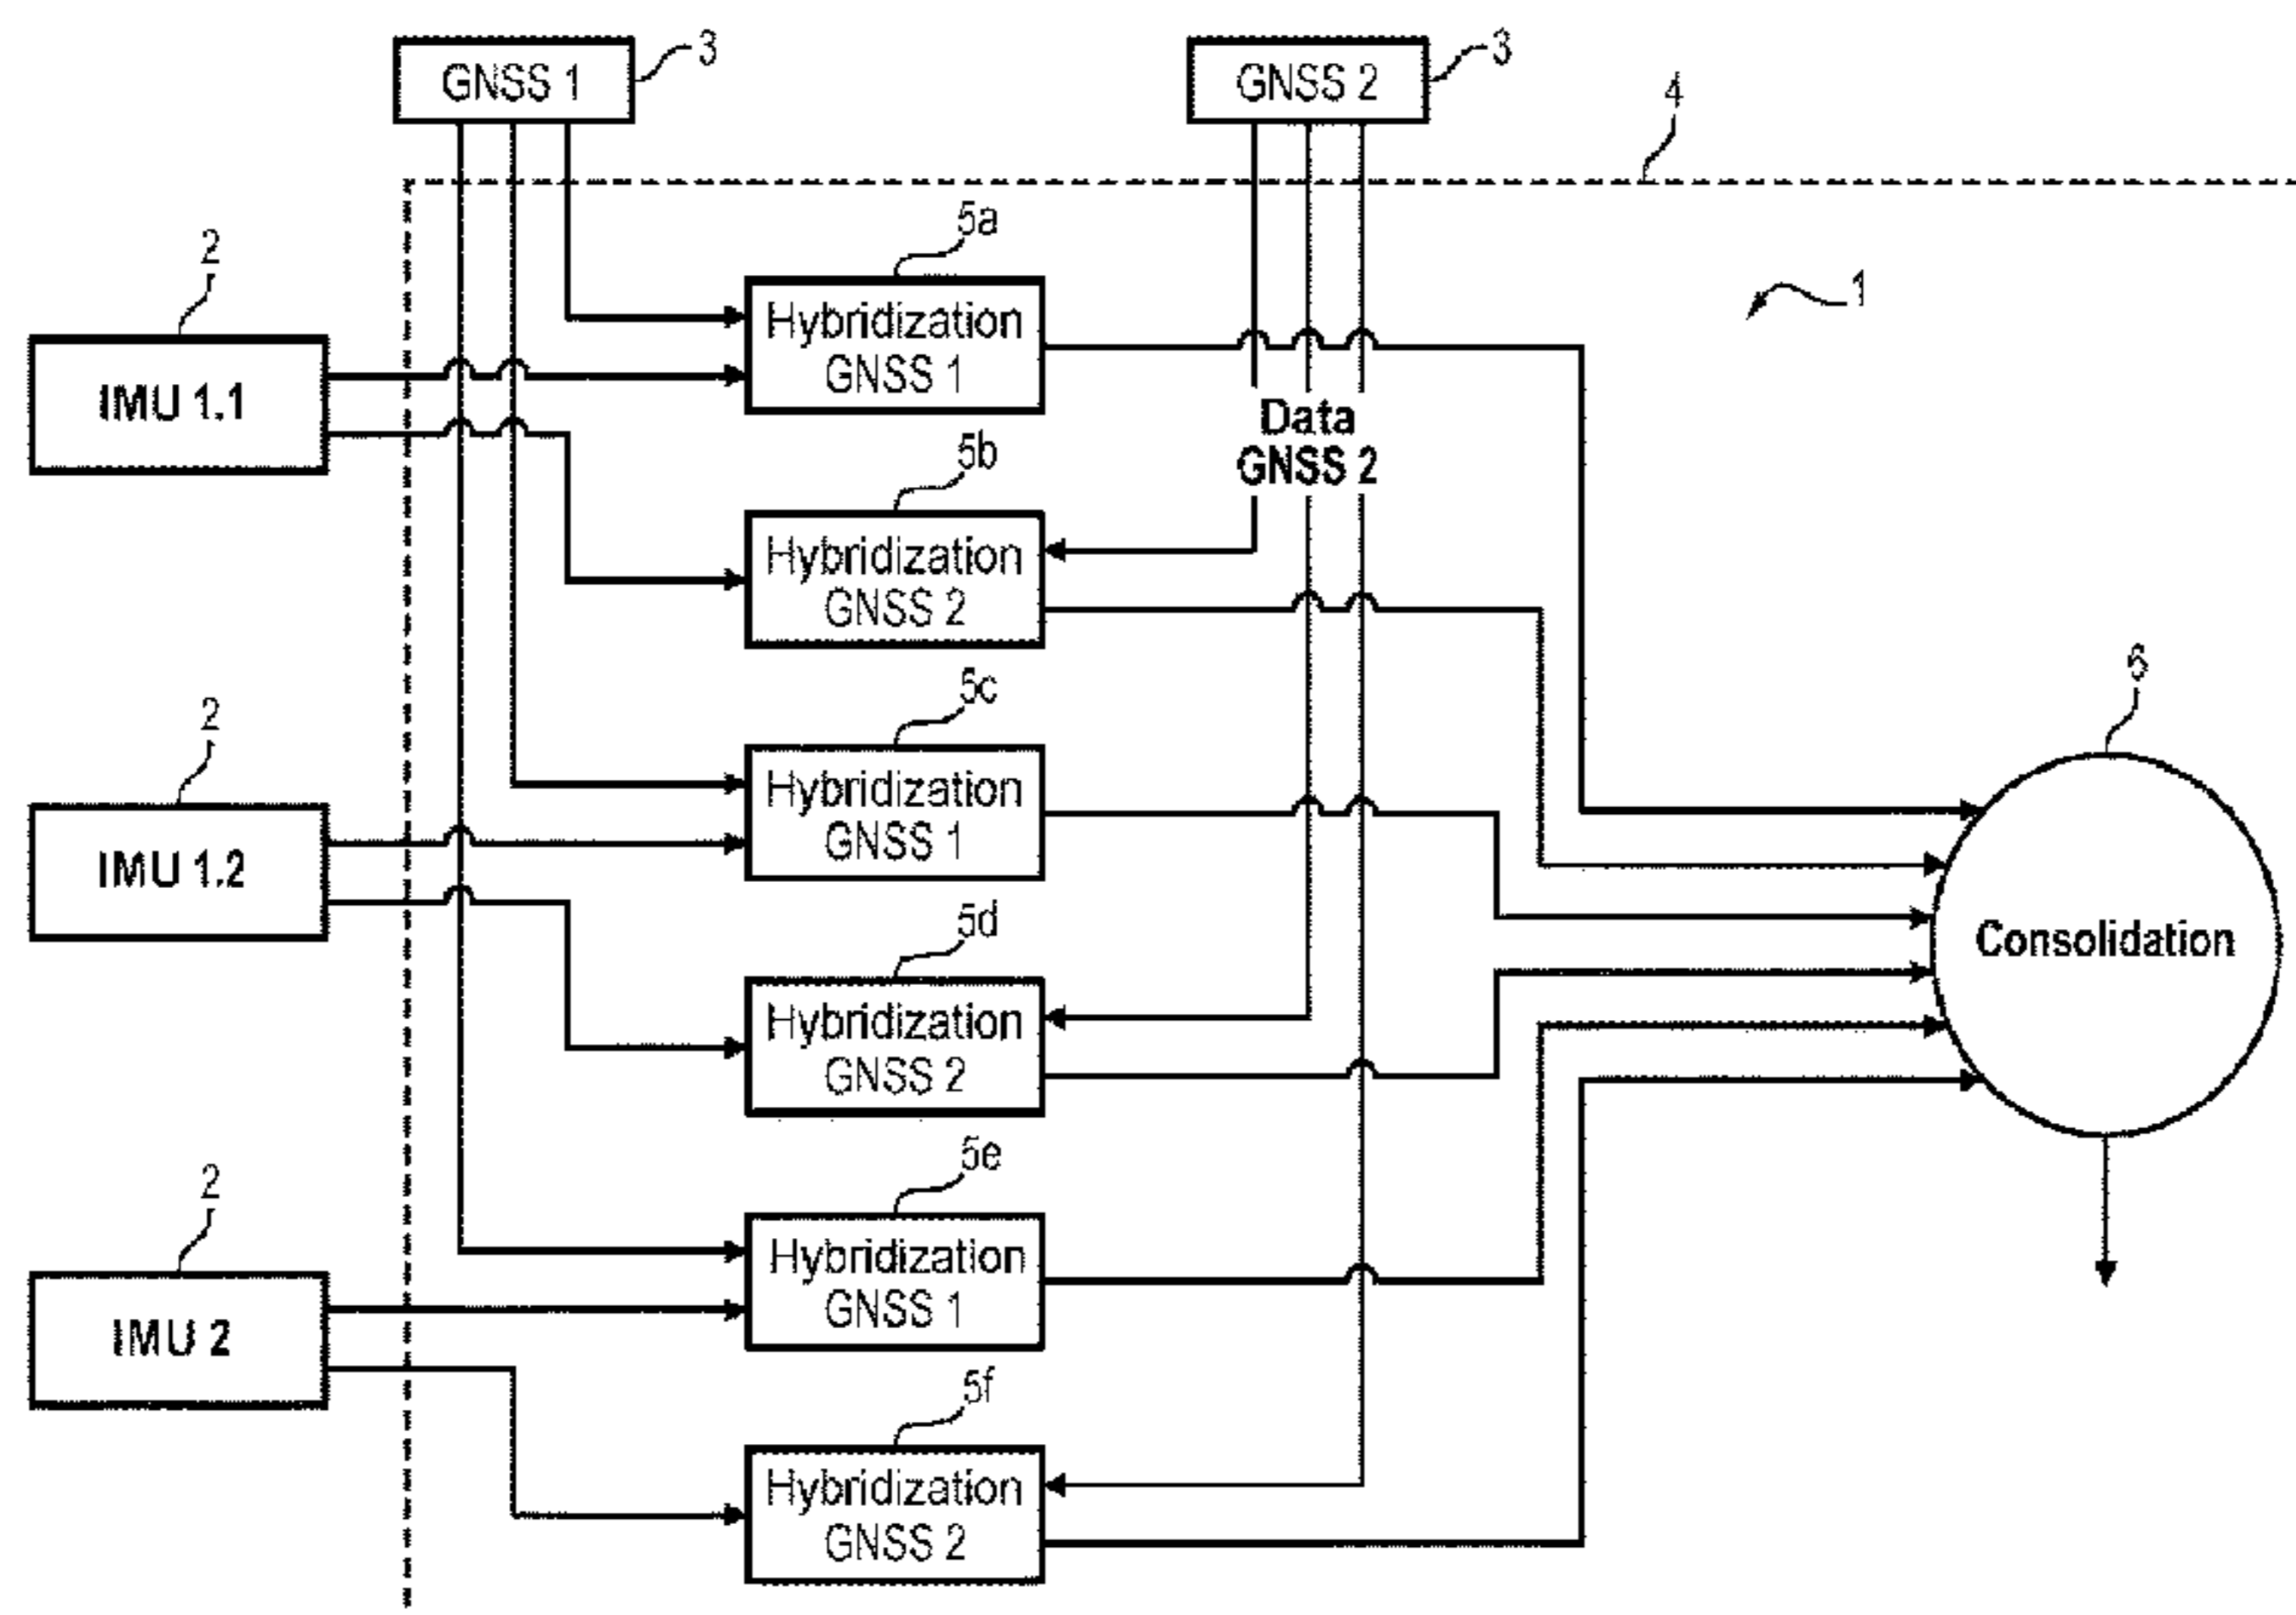 GNSS 1
3
GNSS 2
3
4
2
5a
1
Hybridization
GNSS 1
IMU 1.1
Data
GNSS 2
5b
Hybridization
GNSS 2
2
5c
6
Hybridization
GNSS 1
IMU 1.2
5d
Consolidation
Hybridization
GNSS 2
2
5e
Hybridization
GNSS 1
IMU 2
5f
Hybridization
GNSS 2